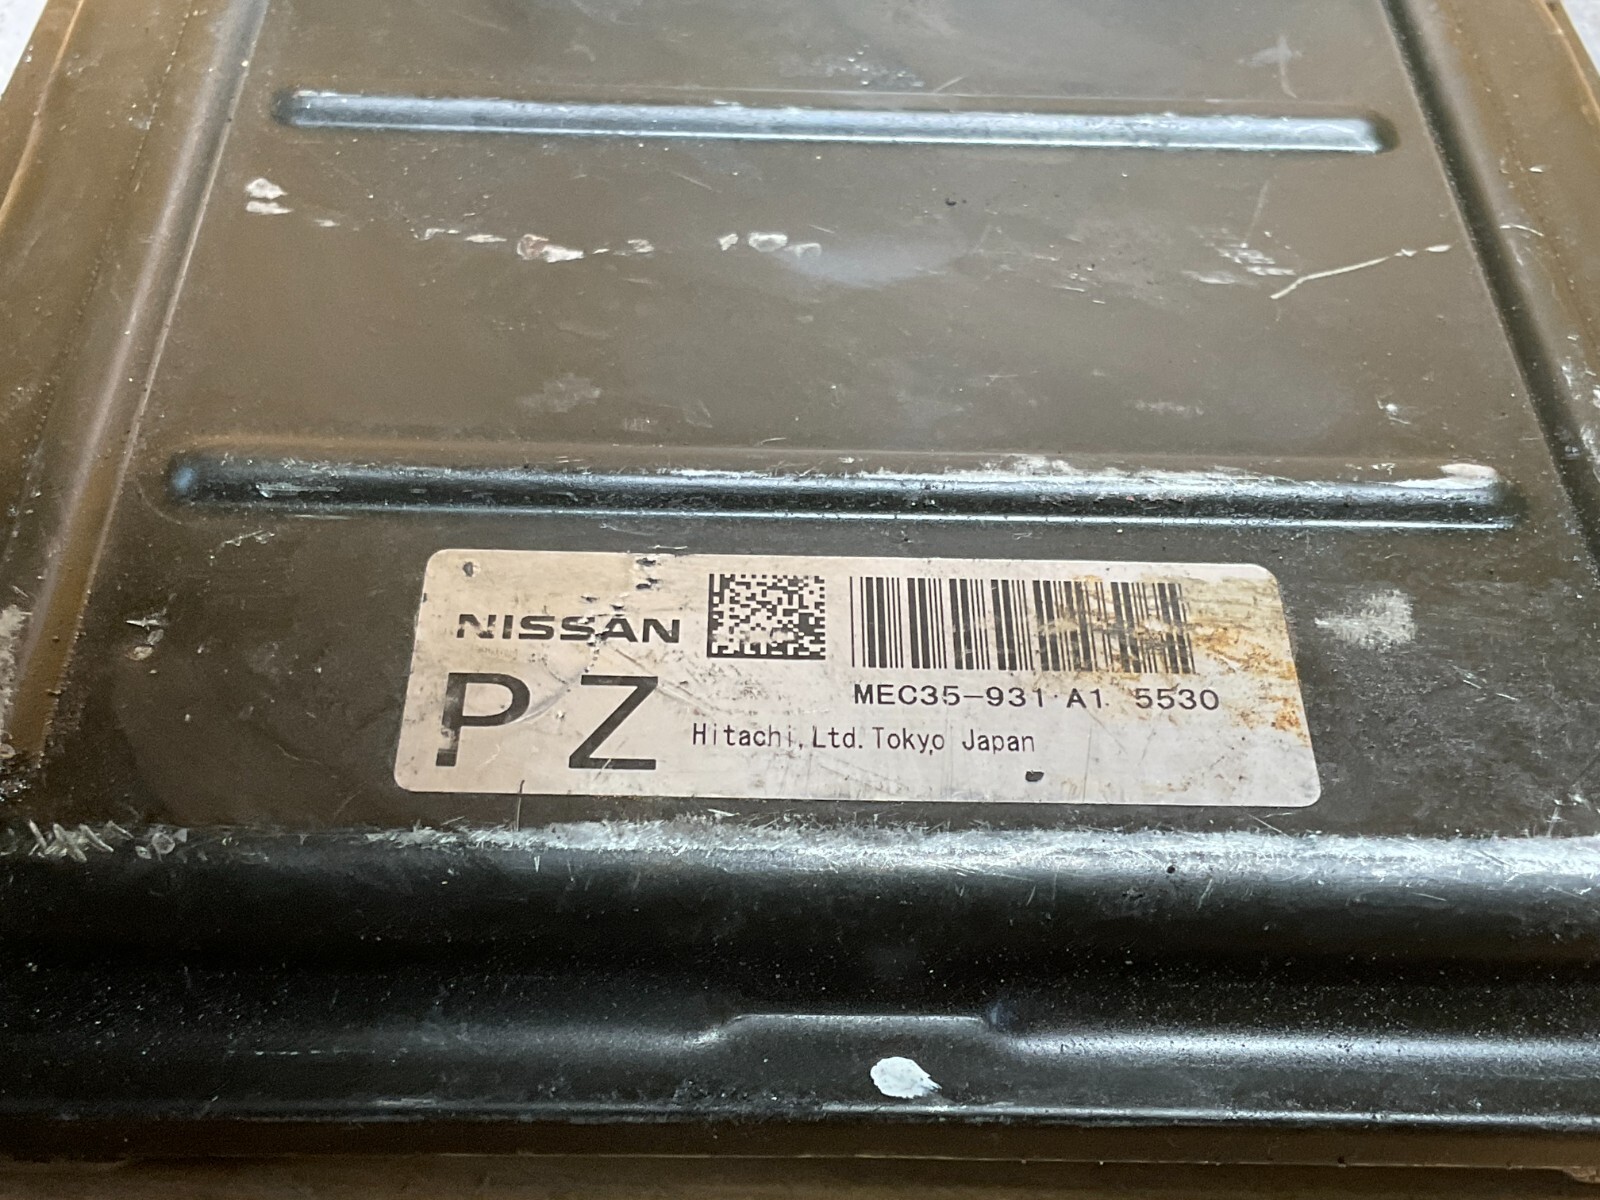 NISSAN
PZ
MEC35-931 A1 5530
Hitachi, Ltd. Tokyo Japan